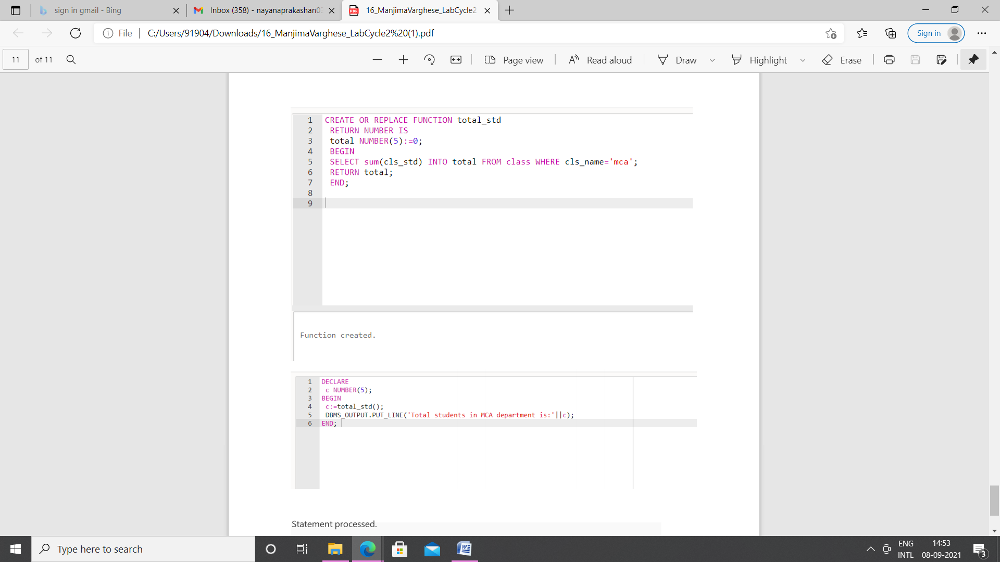 sign in gmail - Bing
Inbox (358) - nayanaprakashan03
16_ManjimaVarghese_LabCycle2
File
C:/Users/91904/Downloads/16_ManjimaVarghese_LabCycle2%20(1).pdf
Sign in
11 of 11
Page view
Read aloud
Draw
Highlight
Erase
1 CREATE OR REPLACE FUNCTION total_std
2 RETURN NUMBER IS
3 total NUMBER(5):=0;
4 BEGIN
5 SELECT sum(cls_std) INTO total FROM class WHERE cls_name='mca';
6 RETURN total;
7 END;
8
9
Function created.
1 DECLARE
2 c NUMBER(5);
3 BEGIN
4 c:=total_std();
5 DBMS_OUTPUT.PUT_LINE('Total students in MCA department is:'||c);
6 END;
Statement processed.
Type here to search
ENG
INTL
14:53
08-09-2021
3